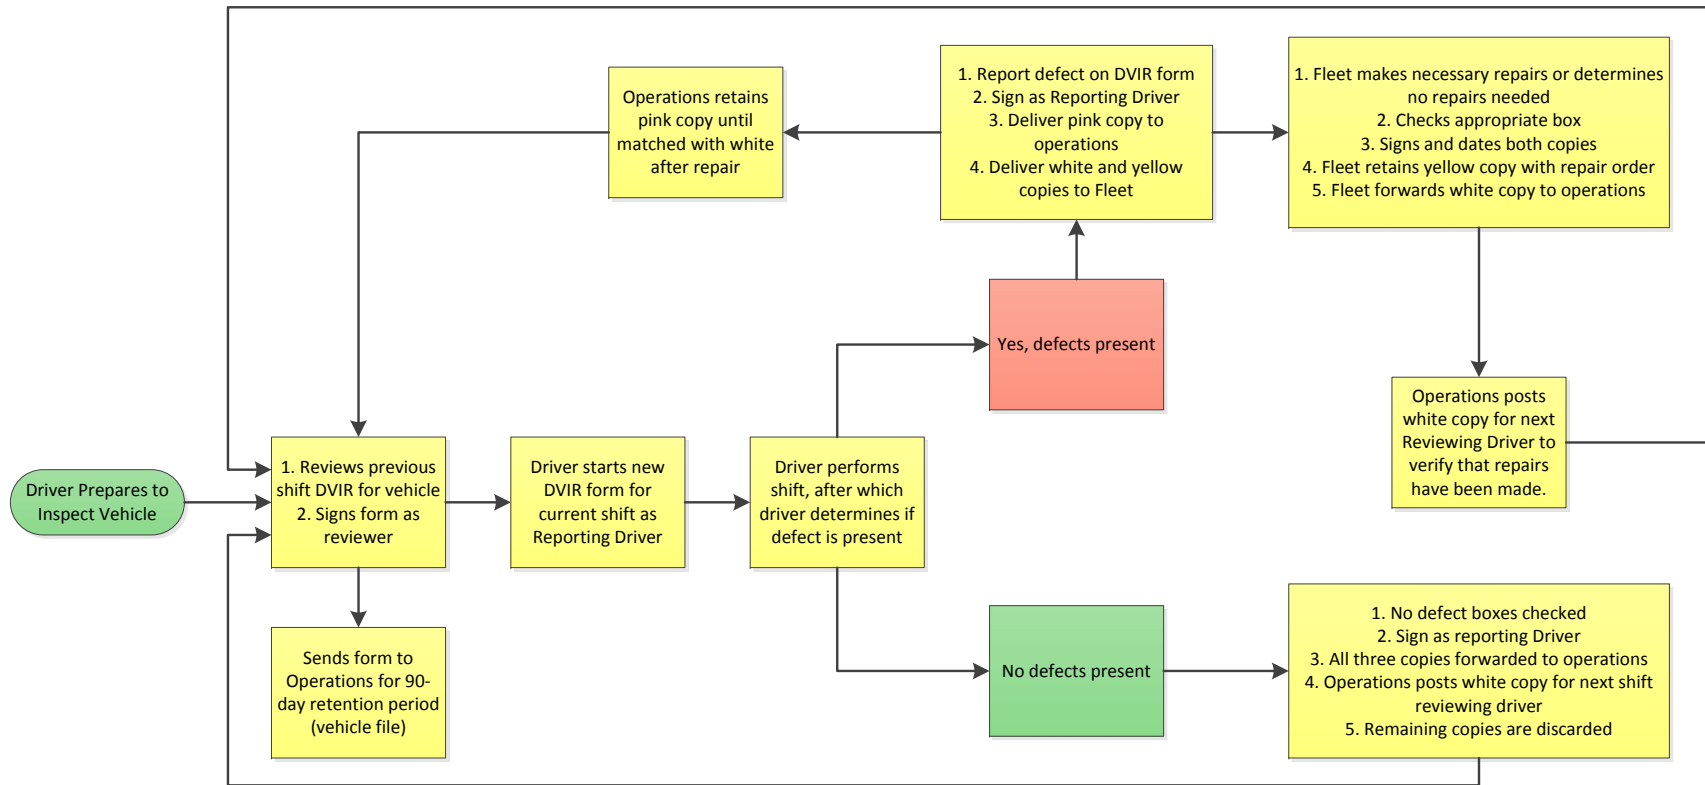 Operations retains
pink copy until
matched with white
after repair
1. Report defect on DVIR form
2. Sign as Reporting Driver
3. Deliver pink copy to
operations
4. Deliver white and yellow
copies to Fleet
1. Fleet makes necessary repairs or determines
no repairs needed
2. Checks appropriate box
3. Signs and dates both copies
4. Fleet retains yellow copy with repair order
5. Fleet forwards white copy to operations
Yes, defects present
Operations posts
white copy for next
Reviewing Driver to
verify that repairs
have been made.
Driver Prepares to
Inspect Vehicle
1. Reviews previous
shift DVIR for vehicle
2. Signs form as
reviewer
Driver starts new
DVIR form for
current shift as
Reporting Driver
Driver performs
shift, after which
driver determines if
defect is present
Sends form to
Operations for 90-
day retention period
(vehicle file)
No defects present
1. No defect boxes checked
2. Sign as reporting Driver
3. All three copies forwarded to operations
4. Operations posts white copy for next shift
reviewing driver
5. Remaining copies are discarded